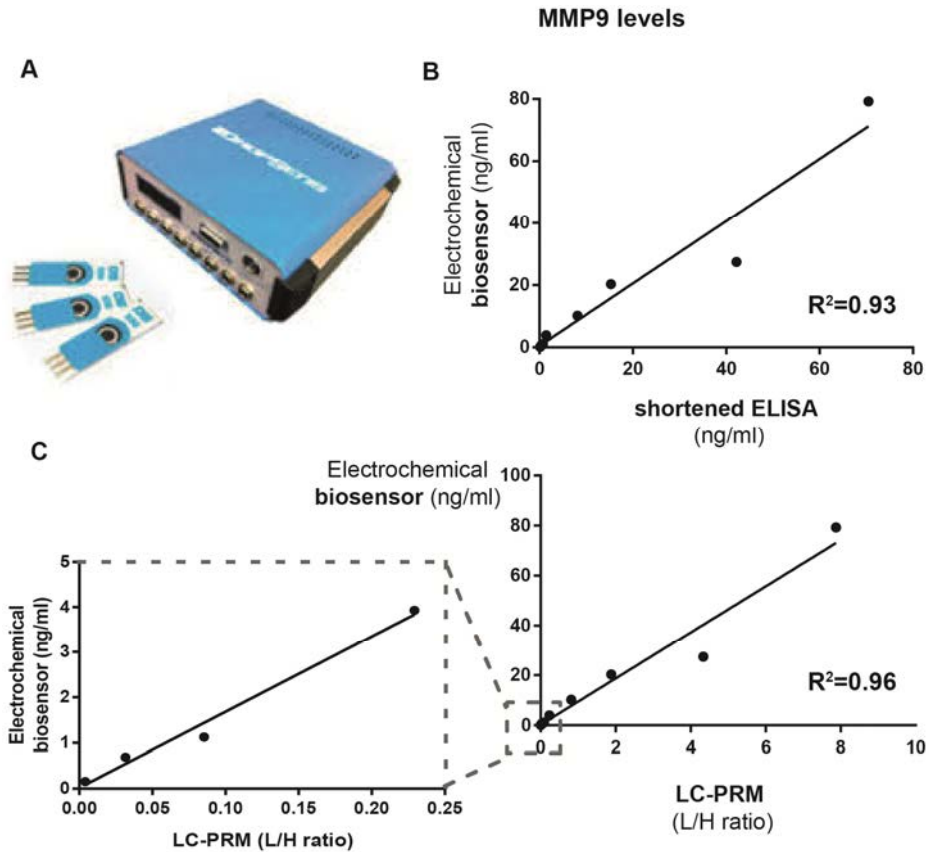 MMP9 levels
A
B
Electrochemical
biosensor (ng/ml)
80
60
40
20
0
0
20
40
60
80
R²=0.93
shortened ELISA
(ng/ml)
C
Electrochemical
biosensor (ng/ml)
5
4
3
2
1
0
0.00
0.05
0.10
0.15
0.20
0.25
LC-PRM (L/H ratio)
Electrochemical
biosensor (ng/ml)
100
80
60
40
20
0
0
2
4
6
8
10
R²=0.96
LC-PRM
(L/H ratio)